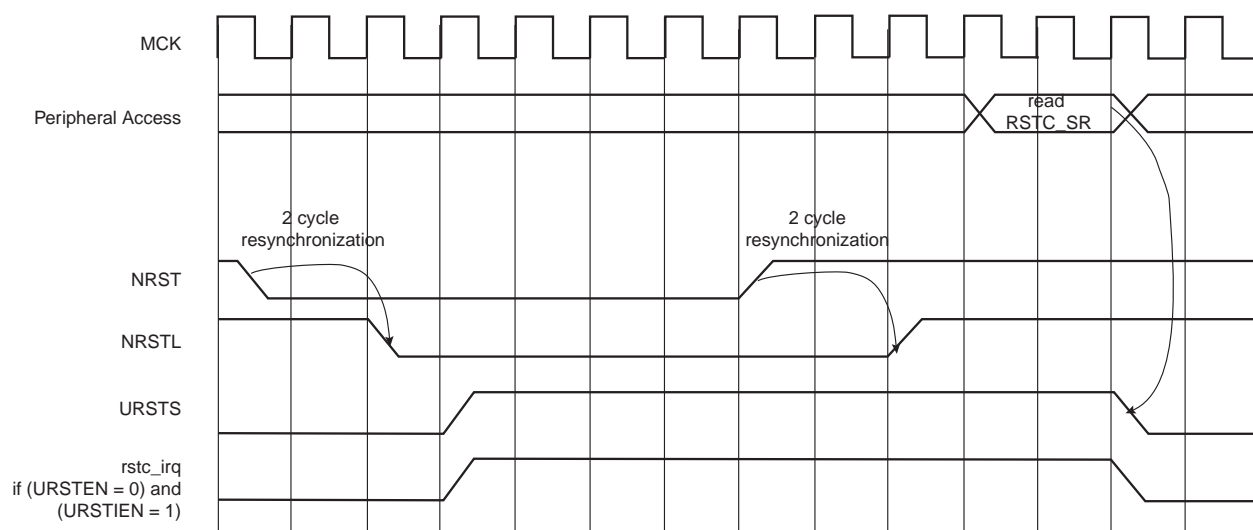 MCK
Peripheral Access
read
RSTC_SR
2 cycle
resynchronization
2 cycle
resynchronization
NRST
NRSTL
URSTS
rstc_irq
if (URSTEN = 0) and
(URSTIEN = 1)